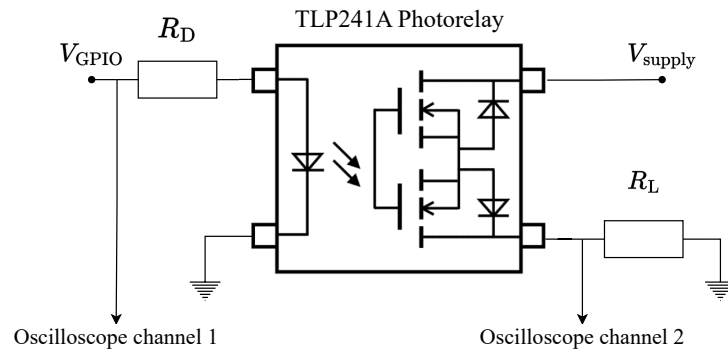 TLP241A Photorelay
R_D
V_GPIO
V_supply
R_L
Oscilloscope channel 1
Oscilloscope channel 2